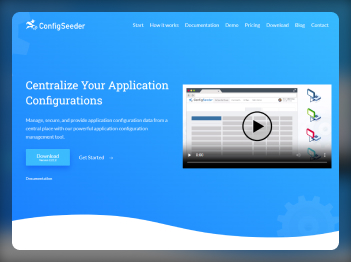 ConfigSeeder
Start How it works Documentation Demo Pricing Download Blog Contact
Centralize Your Application
Configurations
Manage, secure, and provide application configuration data from a
central place with our powerful application configuration
management tool.
Download
Get Started →
Documentation
ConfigSeeder
0:00